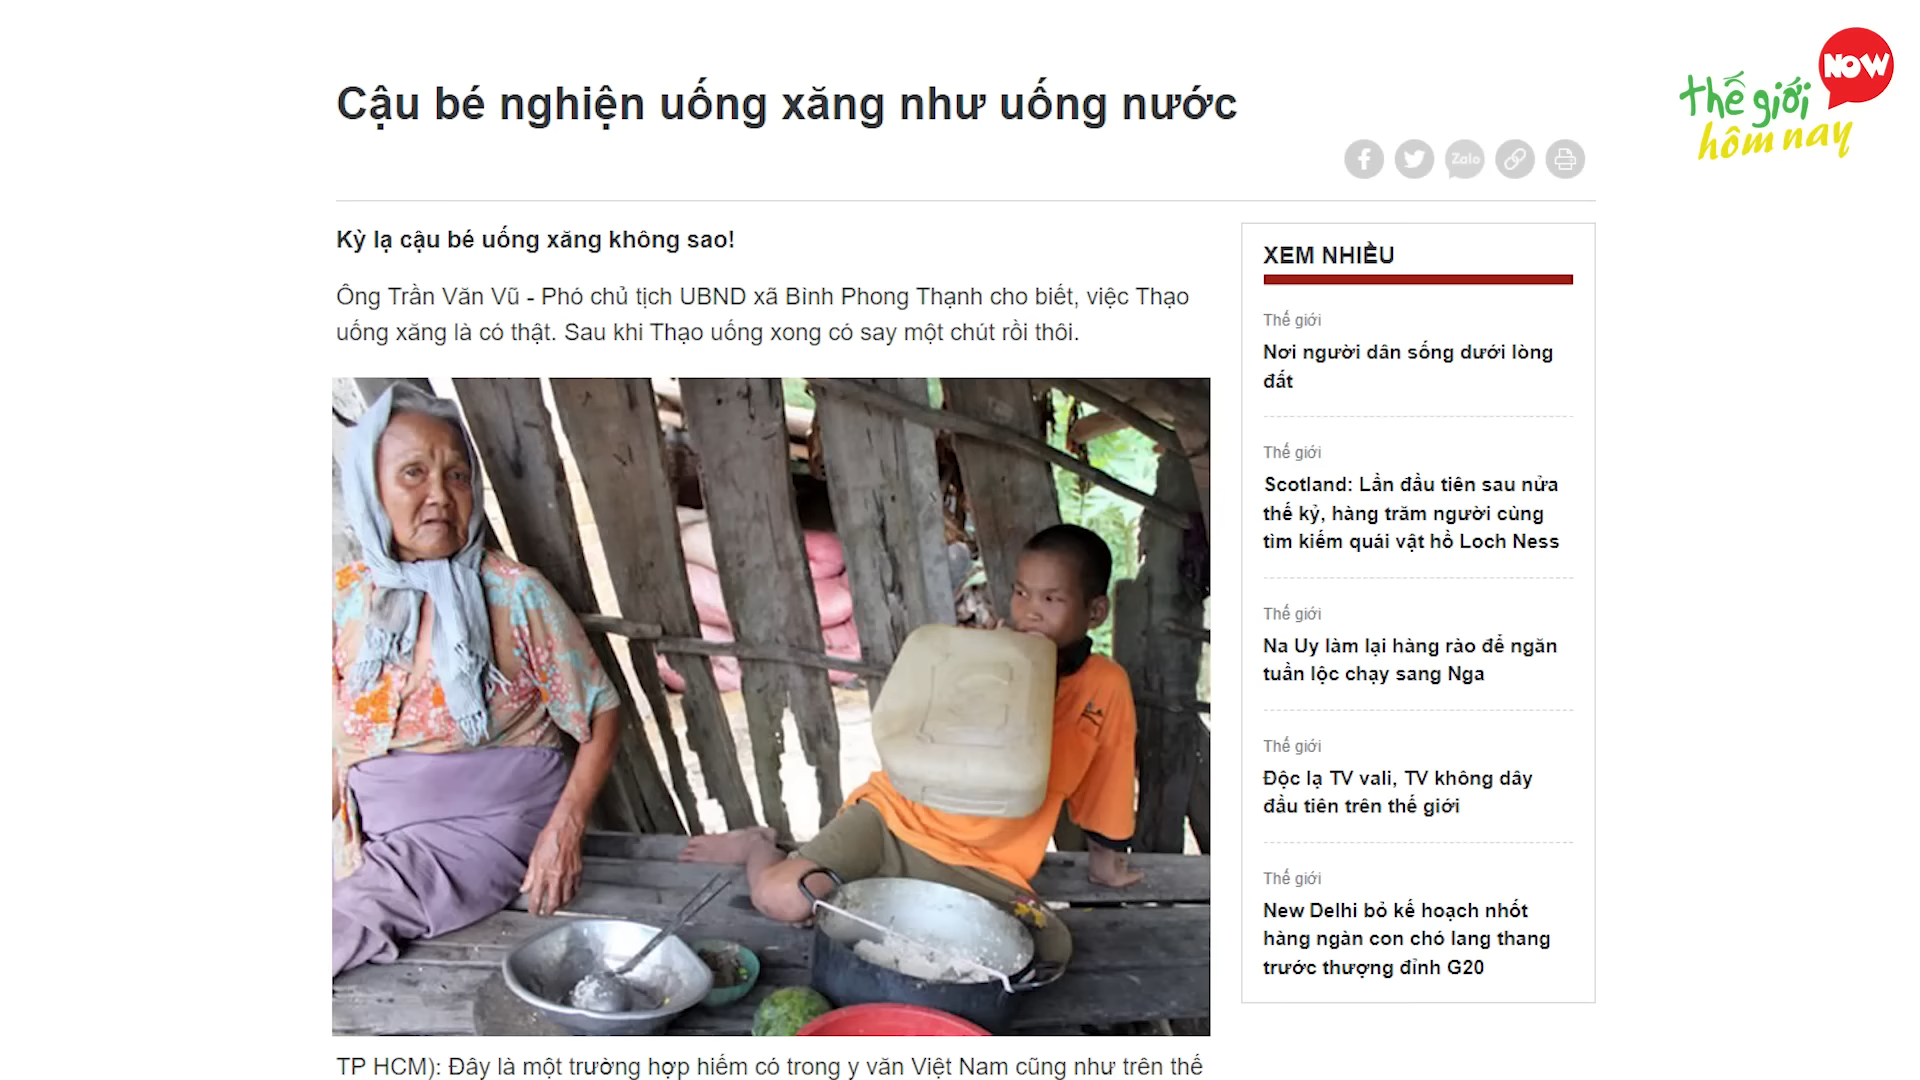 NOW
thế giới
hôm nay
Cậu bé nghiện uống xăng như uống nước
Zalo
Kỳ lạ cậu bé uống xăng không sao!
Ông Trần Văn Vũ - Phó chủ tịch UBND xã Bình Phong Thạnh cho biết, việc Thạo
uống xăng là có thật. Sau khi Thạo uống xong có say một chút rồi thôi.
TP HCM): Đây là một trường hợp hiếm có trong y văn Việt Nam cũng như trên thế
XEM NHIỀU
Thế giới
Nơi người dân sống dưới lòng
đất
Thế giới
Scotland: Lần đầu tiên sau nửa
thế kỷ, hàng trăm người cùng
tìm kiếm quái vật hồ Loch Ness
Thế giới
Na Uy làm lại hàng rào để ngăn
tuần lộc chạy sang Nga
Thế giới
Độc lạ TV vali, TV không dây
đầu tiên trên thế giới
Thế giới
New Delhi bỏ kế hoạch nhốt
hàng ngàn con chó lang thang
trước thượng đỉnh G20